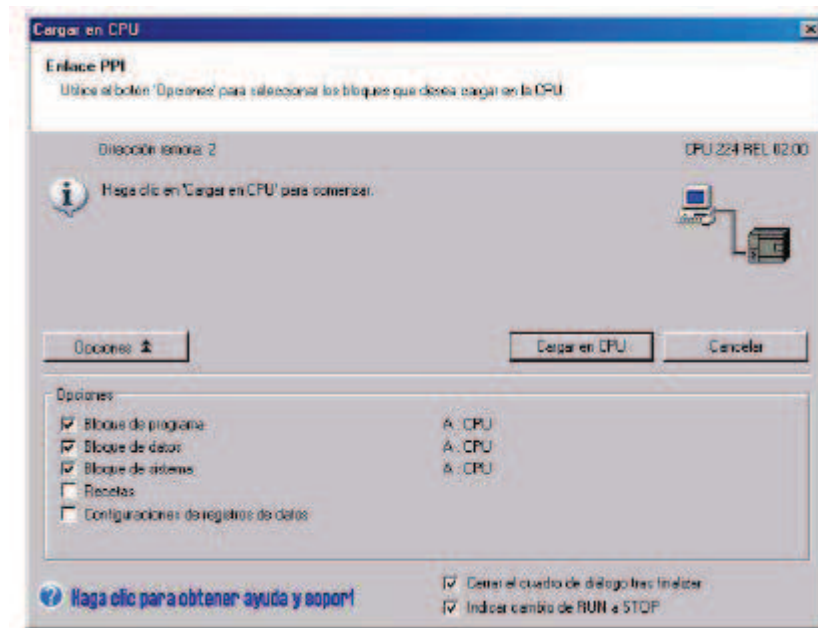 Cargar en CPU
Enlace PPI
Utilice el botón 'Opciones' para seleccionar los bloques que desea cargar en la CPU
Dirección remota: 2
CPU 224 REL 02.00
Haga clic en 'Cargar en CPU' para comenzar.
Opciones
Cargar en CPU
Cancelar
Opciones
Bloque de programa A : CPU
Bloque de datos A : CPU
Bloque de sistema A : CPU
Recetas
Configuraciones de registros de datos
Cerrar el cuadro de diálogo tras finalizar
Haga clic para obtener ayuda y soport
Indicar cambio de RUN a STOP